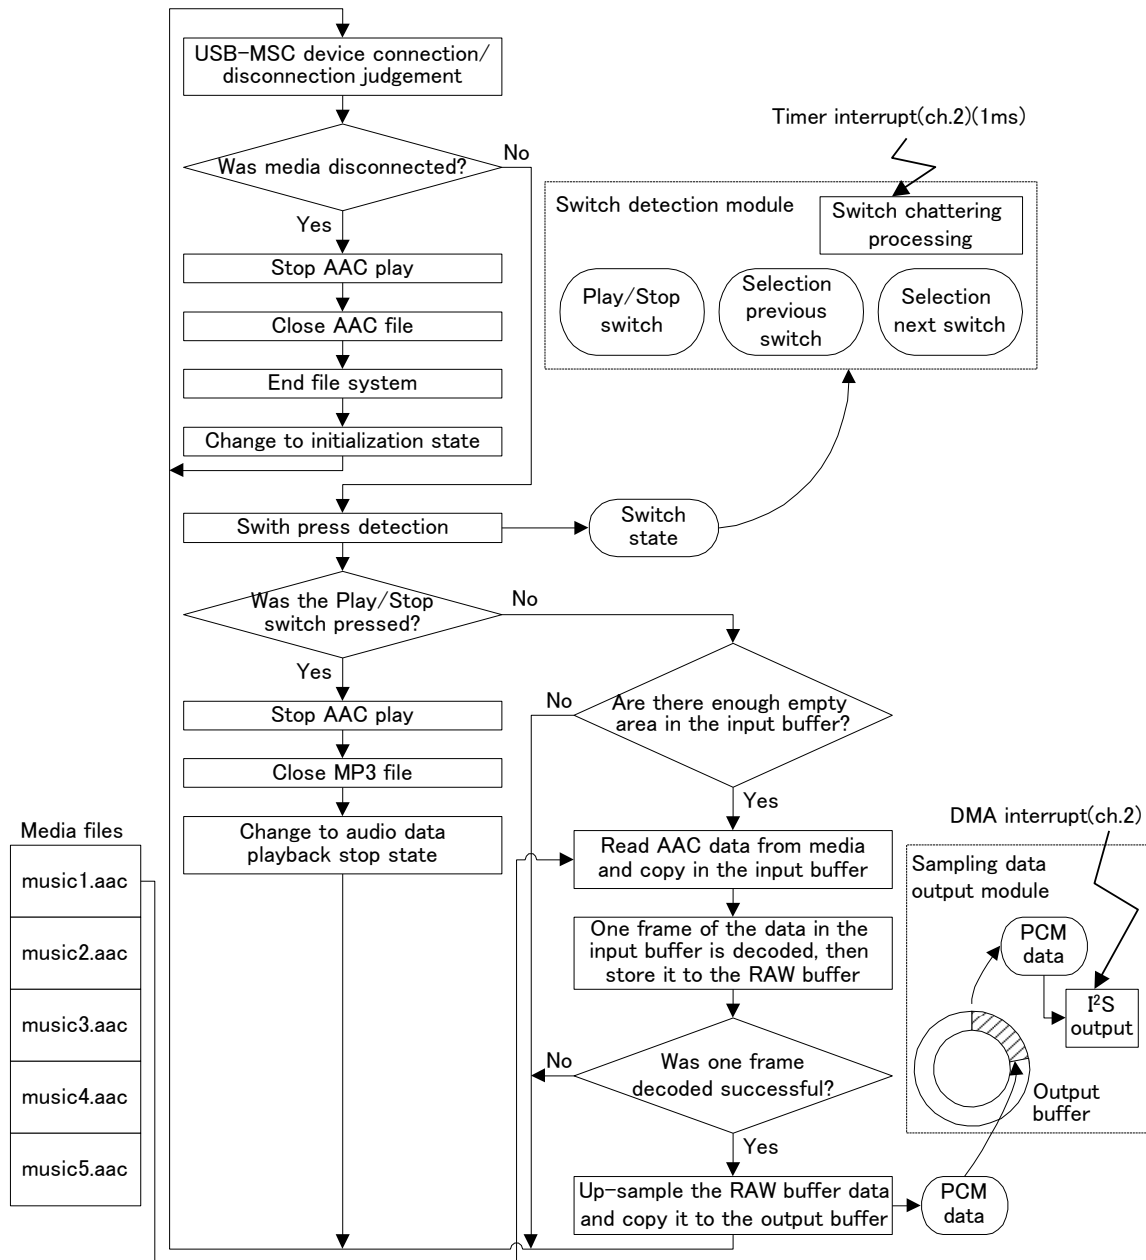 USB-MSC device connection/
disconnection judgement
Was media disconnected?
No
Yes
Stop AAC play
Close AAC file
End file system
Change to initialization state
Timer interrupt(ch.2)(1ms)
Switch detection module
Switch chattering
processing
Play/Stop
switch
Selection
previous
switch
Selection
next switch
Swith press detection
Switch
state
Was the Play/Stop
switch pressed?
No
Yes
Stop AAC play
Close MP3 file
Change to audio data
playback stop state
No
Are there enough empty
area in the input buffer?
Yes
Read AAC data from media
and copy in the input buffer
One frame of the data in the
input buffer is decoded, then
store it to the RAW buffer
No
Was one frame
decoded successful?
Yes
Up-sample the RAW buffer data
and copy it to the output buffer
PCM
data
DMA interrupt(ch.2)
Sampling data
output module
PCM
data
I²S
output
Output
buffer
Media files
music1.aac
music2.aac
music3.aac
music4.aac
music5.aac